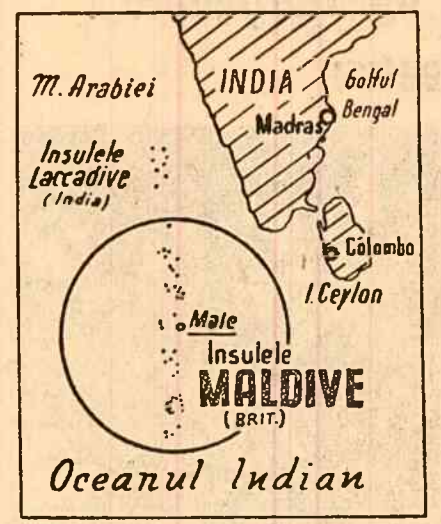 M. Arabiei
INDIA
Golful
Bengal
Madras
Insulele
Laccadive
(India)
Colombo
I. Ceylon
Male
Insulele
MALDIVE
(BRIT.)
Oceanul Indian